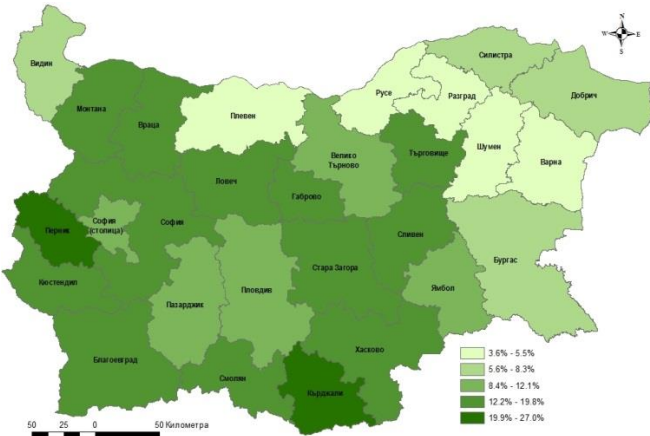 N
W E
S
Видин
Силистра
Добрич
Монтана
Русе
Разград
Враца
Плевен
Шумен
Варна
Велико
Търново
Търговище
Ловеч
Габрово
Перник
София
(столица)
София
Сливен
Бургас
Стара Загора
Кюстендил
Ямбол
Пазарджик
Пловдив
Благоевград
Хасково
Смолян
Кърджали
3.6% - 5.5%
5.6% - 8.3%
8.4% - 12.1%
12.2% - 19.8%
19.9% - 27.0%
50 25 0 50 Километра